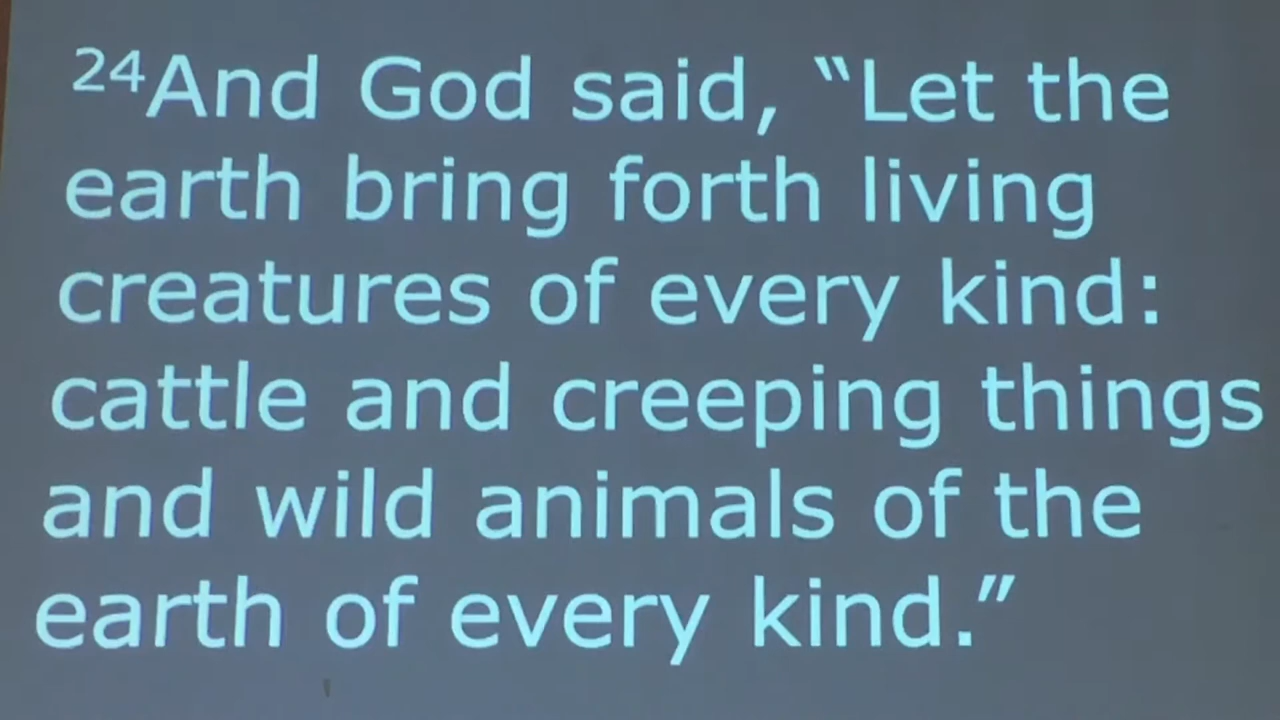 24And God said, “Let the
earth bring forth living
creatures of every kind:
cattle and creeping things
and wild animals of the
earth of every kind.”